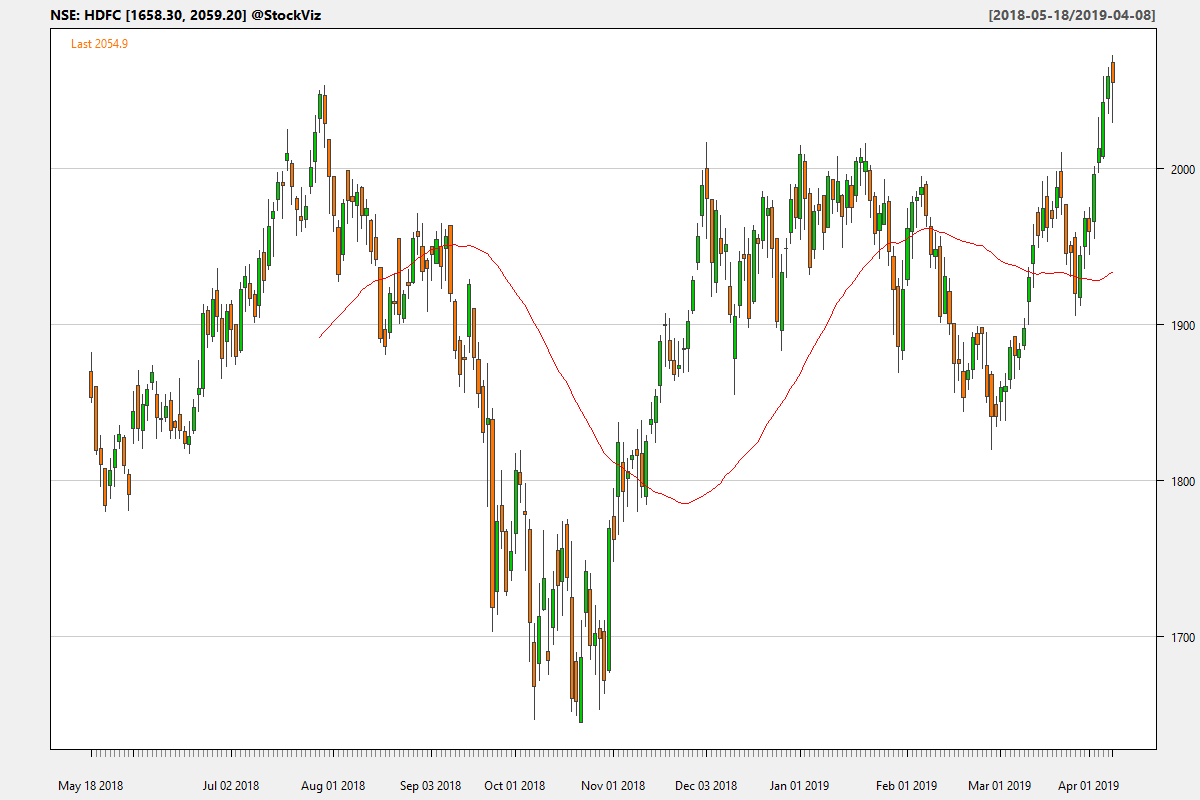 NSE: HDFC [1658.30, 2059.20] @StockViz [2018-05-18/2019-04-08]
Last 2054.9
2000
1900
1800
1700
May 18 2018 Jul 02 2018 Aug 01 2018 Sep 03 2018 Oct 01 2018 Nov 01 2018 Dec 03 2018 Jan 01 2019 Feb 01 2019 Mar 01 2019 Apr 01 2019